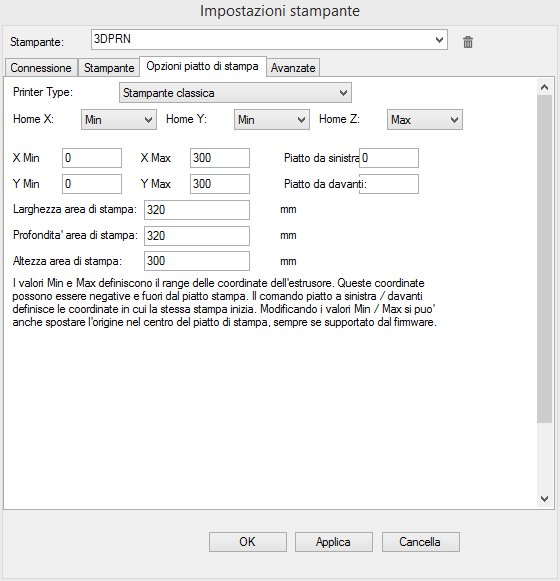 Impostazioni stampante
Stampante: 3DPRN
Connessione Stampante Opzioni piatto di stampa Avanzate
Printer Type: Stampante classica
Home X: Min Home Y: Min Home Z: Max
X Min 0 X Max 300 Piatto da sinistra 0
Y Min 0 Y Max 300 Piatto da davanti:
Larghezza area di stampa: 320 mm
Profondita' area di stampa: 320 mm
Altezza area di stampa: 300 mm
I valori Min e Max definiscono il range delle coordinate dell'estrusore. Queste coordinate
possono essere negative e fuori dal piatto stampa. Il comando piatto a sinistra / davanti
definisce le coordinate in cui la stessa stampa inizia. Modificando i valori Min / Max si puo'
anche spostare l'origine nel centro del piatto di stampa, sempre se supportato dal firmware.
OK Applica Cancella